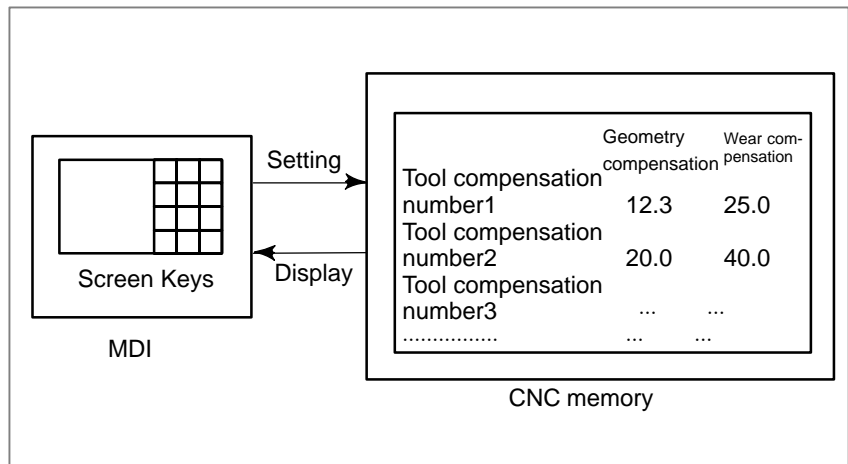 Setting
Display
Screen Keys
MDI
Geometry
compensation
Wear com-
pensation
Tool compensation
number1 12.3 25.0
Tool compensation
number2 20.0 40.0
Tool compensation
number3 ... ...
................ ... ...
CNC memory